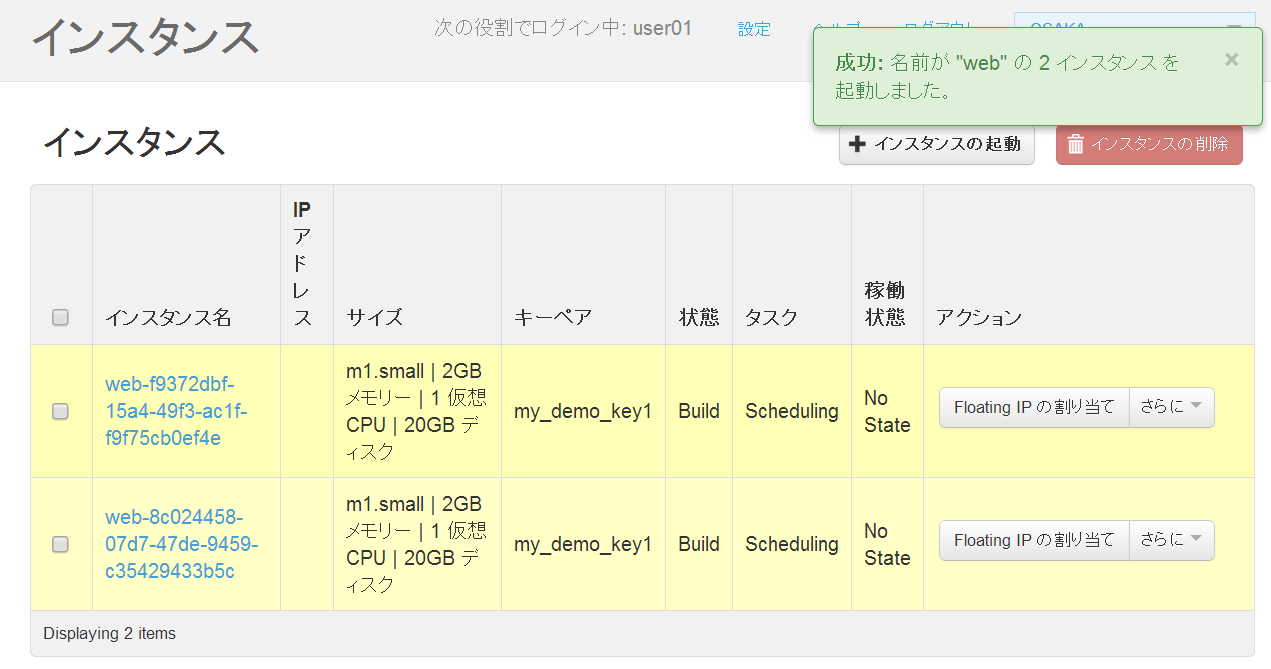 インスタンス
次の役割でログイン中: user01
設定
成功: 名前が "web" の 2 インスタンス を
起動しました。
×
インスタンス
インスタンスの起動
インスタンスの削除
インスタンス名
IP
ア
ド
レ
ス
サイズ
キーペア
状態
タスク
稼働
状態
アクション
web-f9372dbf-
15a4-49f3-ac1f-
f9f75cb0ef4e
m1.small | 2GB
メモリー | 1 仮想
CPU | 20GB デ
ィスク
my_demo_key1
Build
Scheduling
No
State
Floating IP の割り当て
さらに
web-8c024458-
07d7-47de-9459-
c35429433b5c
m1.small | 2GB
メモリー | 1 仮想
CPU | 20GB デ
ィスク
my_demo_key1
Build
Scheduling
No
State
Floating IP の割り当て
さらに
Displaying 2 items